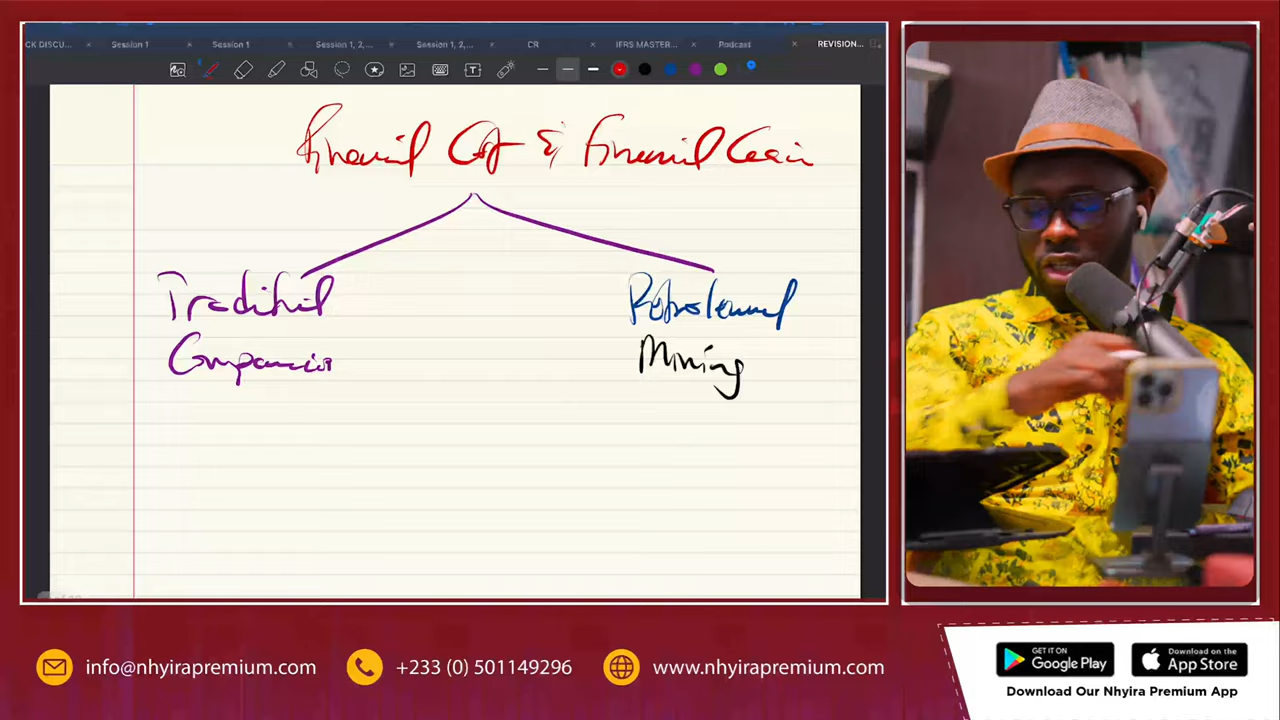 CK DISCU...
Session 1
Session 1
Session 1, 2,...
Session 1, 2,...
CR
IFRS MASTER...
Podcast
REVISION...
Financial Cost & Financial Gain
Traditional
Companies
Petroleum
Mining
info@nhyirapremium.com
+233 (0) 501149296
www.nhyirapremium.com
GET IT ON
Google Play
Download on the
App Store
Download Our Nhyira Premium App